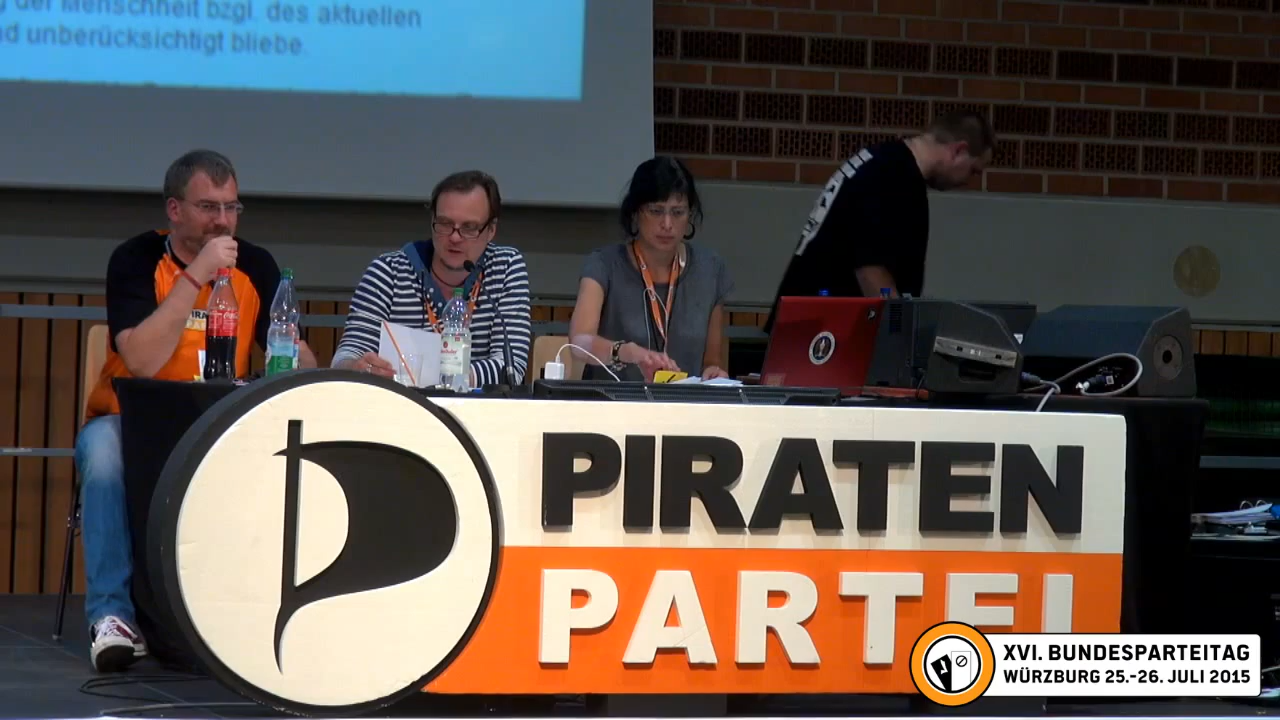 der Menschheit bzgl. des aktuellen
unberücksichtigt bliebe.
PIRATEN
PARTEI
XVI. BUNDESPARTEITAG
WÜRZBURG 25.-26. JULI 2015